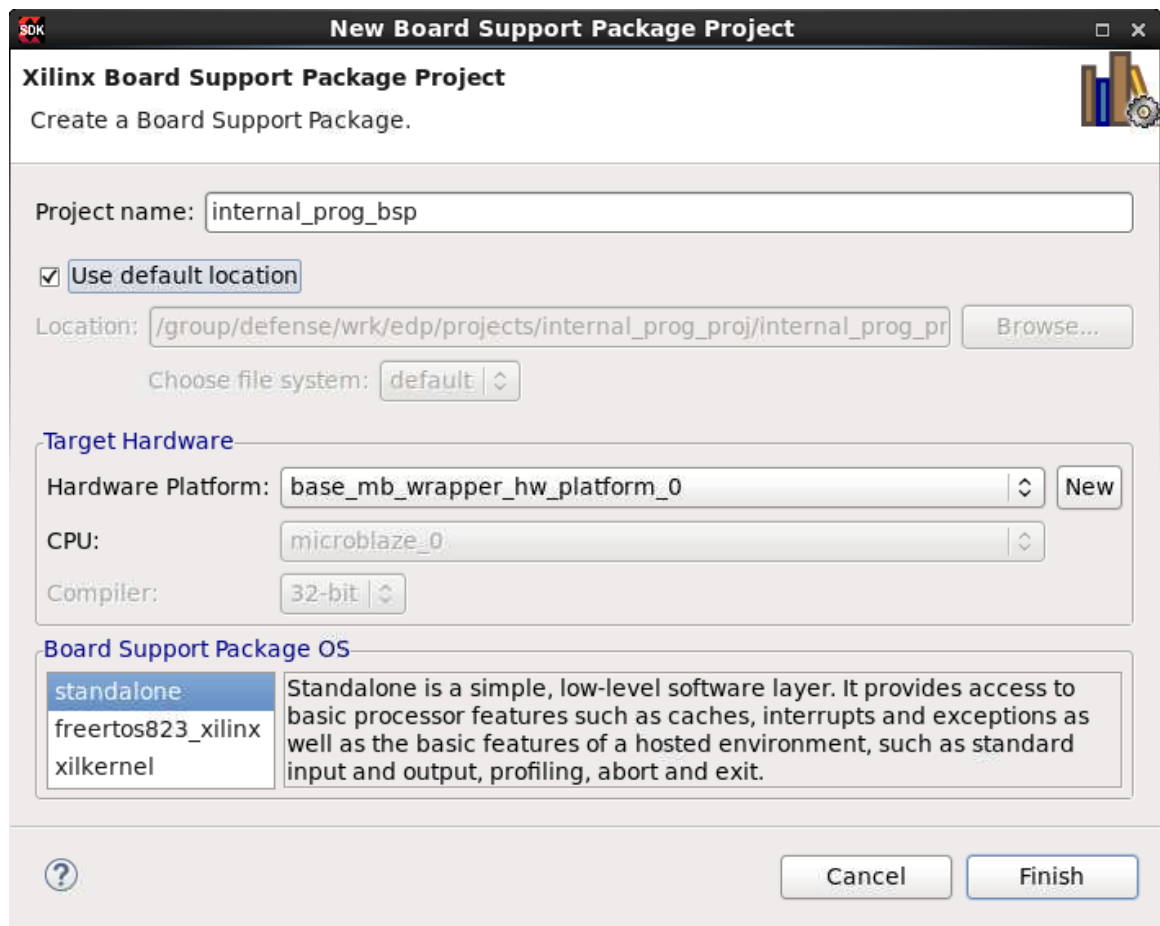 SDK New Board Support Package Project
Xilinx Board Support Package Project
Create a Board Support Package.
Project name: internal_prog_bsp
Use default location
Location: /group/defense/wrk/edp/projects/internal_prog_proj/internal_prog_pr Browse...
Choose file system: default
Target Hardware
Hardware Platform: base_mb_wrapper_hw_platform_0 New
CPU: microblaze_0
Compiler: 32-bit
Board Support Package OS
standalone
freertos823_xilinx
xilkernel
Standalone is a simple, low-level software layer. It provides access to
basic processor features such as caches, interrupts and exceptions as
well as the basic features of a hosted environment, such as standard
input and output, profiling, abort and exit.
? Cancel Finish